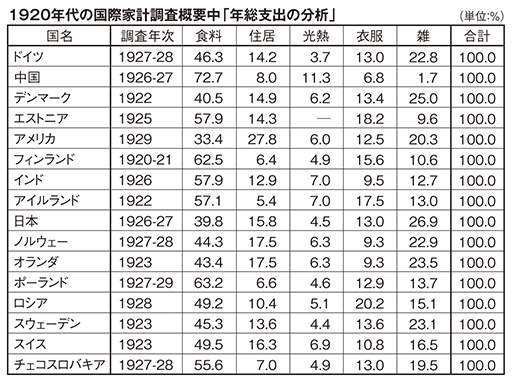 1920年代の国際家計調査概要中「年総支出の分析」 (単位:%)
国名 調査年次 食料 住居 光熱 衣服 雑 合計
ドイツ 1927-28 46.3 14.2 3.7 13.0 22.8 100.0
中国 1926-27 72.7 8.0 11.3 6.8 1.7 100.0
デンマーク 1922 40.5 14.9 6.2 13.4 25.0 100.0
エストニア 1925 57.9 14.3 — 18.2 9.6 100.0
アメリカ 1929 33.4 27.8 6.0 12.5 20.3 100.0
フィンランド 1920-21 62.5 6.4 4.9 15.6 10.6 100.0
インド 1926 57.9 12.9 7.0 9.5 12.7 100.0
アイルランド 1922 57.1 5.4 7.0 17.5 13.0 100.0
日本 1926-27 39.8 15.8 4.5 13.0 26.9 100.0
ノルウェー 1927-28 44.3 17.5 6.3 9.3 22.9 100.0
オランダ 1923 43.4 17.5 6.3 9.3 23.5 100.0
ポーランド 1927-29 63.2 6.6 4.6 12.9 13.7 100.0
ロシア 1928 49.2 10.4 5.1 20.2 15.1 100.0
スウェーデン 1923 45.3 13.6 4.4 13.6 23.1 100.0
スイス 1923 49.5 16.3 6.9 10.8 16.5 100.0
チェコスロバキア 1927-28 55.6 7.0 4.9 13.0 19.5 100.0